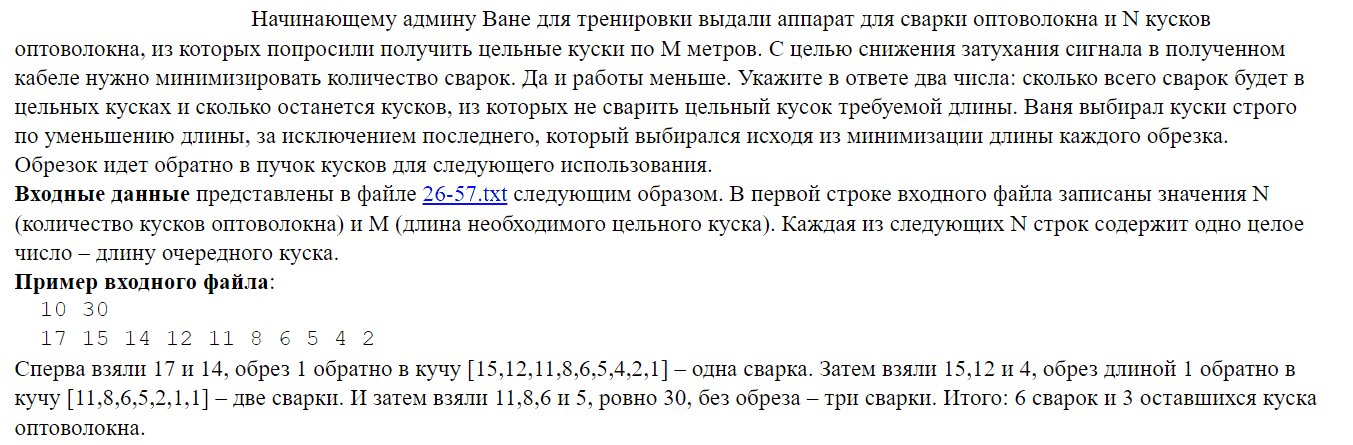 Начинающему админу Ване для тренировки выдали аппарат для сварки оптоволокна и N кусков
оптоволокна, из которых попросили получить цельные куски по M метров. С целью снижения затухания сигнала в полученном
кабеле нужно минимизировать количество сварок. Да и работы меньше. Укажите в ответе два числа: сколько всего сварок будет в
цельных кусках и сколько останется кусков, из которых не сварить цельный кусок требуемой длины. Ваня выбирал куски строго
по уменьшению длины, за исключением последнего, который выбирался исходя из минимизации длины каждого обрезка.
Обрезок идет обратно в пучок кусков для следующего использования.
Входные данные представлены в файле 26-57.txt следующим образом. В первой строке входного файла записаны значения N
(количество кусков оптоволокна) и M (длина необходимого цельного куска). Каждая из следующих N строк содержит одно целое
число – длину очередного куска.
Пример входного файла:
10 30
17 15 14 12 11 8 6 5 4 2
Сперва взяли 17 и 14, обрез 1 обратно в кучу [15,12,11,8,6,5,4,2,1] – одна сварка. Затем взяли 15,12 и 4, обрез длиной 1 обратно в
кучу [11,8,6,5,2,1,1] – две сварки. И затем взяли 11,8,6 и 5, ровно 30, без обреза – три сварки. Итого: 6 сварок и 3 оставшихся куска
оптоволокна.